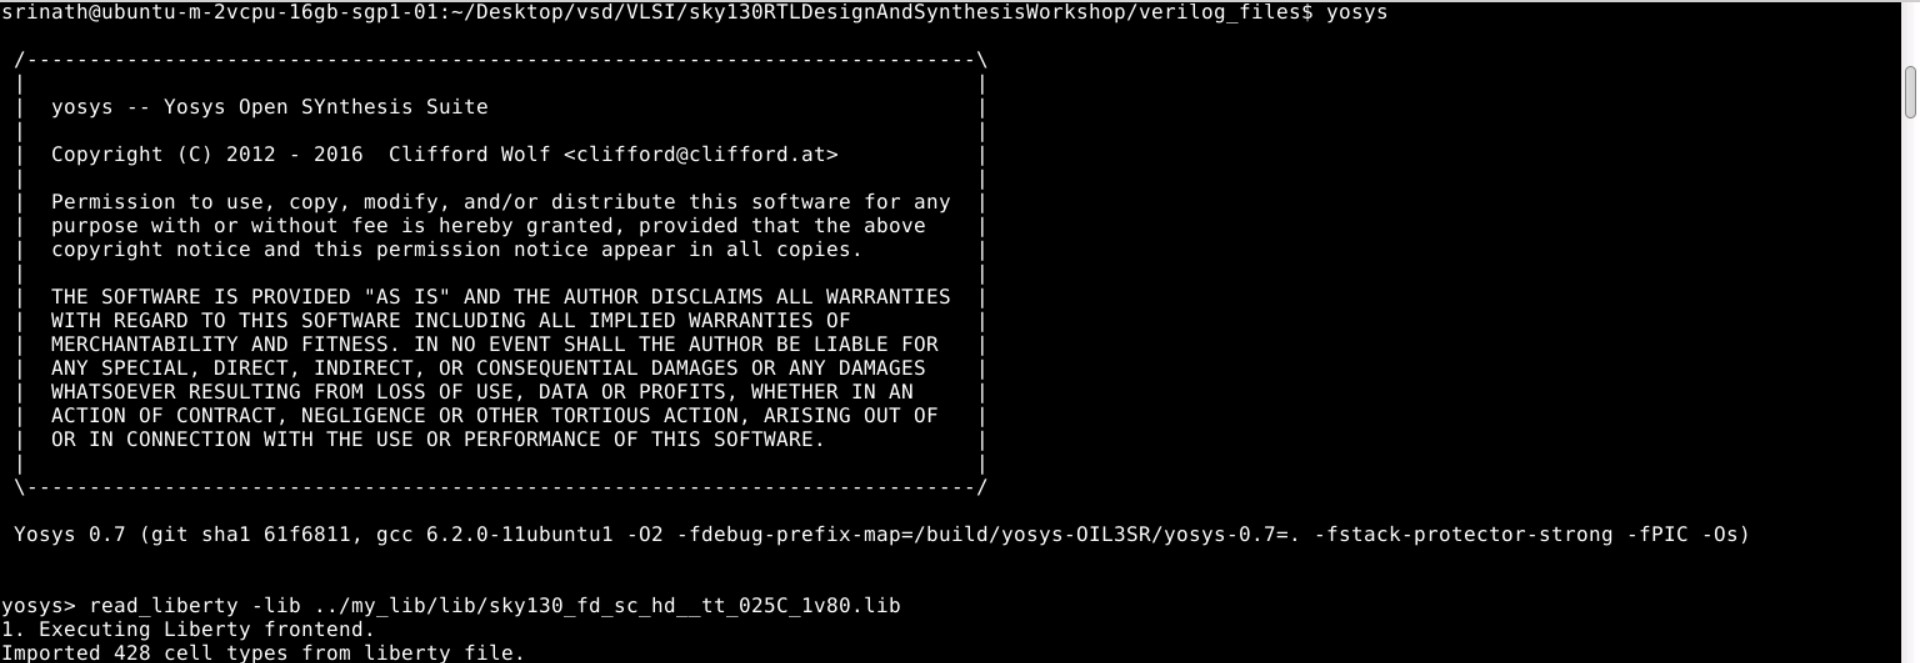 srinath@ubuntu-m-2vcpu-16gb-sgp1-01:~/Desktop/vsd/VLSI/sky130RTLDesignAndSynthesisWorkshop/verilog_files$ yosys
/----------------------------------------------------------------------------\
|                                                                            |
|  yosys -- Yosys Open SYnthesis Suite                                       |
|                                                                            |
|  Copyright (C) 2012 - 2016  Clifford Wolf <clifford@clifford.at>           |
|                                                                            |
|  Permission to use, copy, modify, and/or distribute this software for any  |
|  purpose with or without fee is hereby granted, provided that the above    |
|  copyright notice and this permission notice appear in all copies.         |
|                                                                            |
|  THE SOFTWARE IS PROVIDED "AS IS" AND THE AUTHOR DISCLAIMS ALL WARRANTIES  |
|  WITH REGARD TO THIS SOFTWARE INCLUDING ALL IMPLIED WARRANTIES OF          |
|  MERCHANTABILITY AND FITNESS. IN NO EVENT SHALL THE AUTHOR BE LIABLE FOR   |
|  ANY SPECIAL, DIRECT, INDIRECT, OR CONSEQUENTIAL DAMAGES OR ANY DAMAGES    |
|  WHATSOEVER RESULTING FROM LOSS OF USE, DATA OR PROFITS, WHETHER IN AN     |
|  ACTION OF CONTRACT, NEGLIGENCE OR OTHER TORTIOUS ACTION, ARISING OUT OF   |
|  OR IN CONNECTION WITH THE USE OR PERFORMANCE OF THIS SOFTWARE.            |
|                                                                            |
\----------------------------------------------------------------------------/
Yosys 0.7 (git sha1 61f6811, gcc 6.2.0-11ubuntu1 -O2 -fdebug-prefix-map=/build/yosys-OIL3SR/yosys-0.7=. -fstack-protector-strong -fPIC -Os)
yosys> read_liberty -lib ../my_lib/lib/sky130_fd_sc_hd__tt_025C_1v80.lib
1. Executing Liberty frontend.
Imported 428 cell types from liberty file.